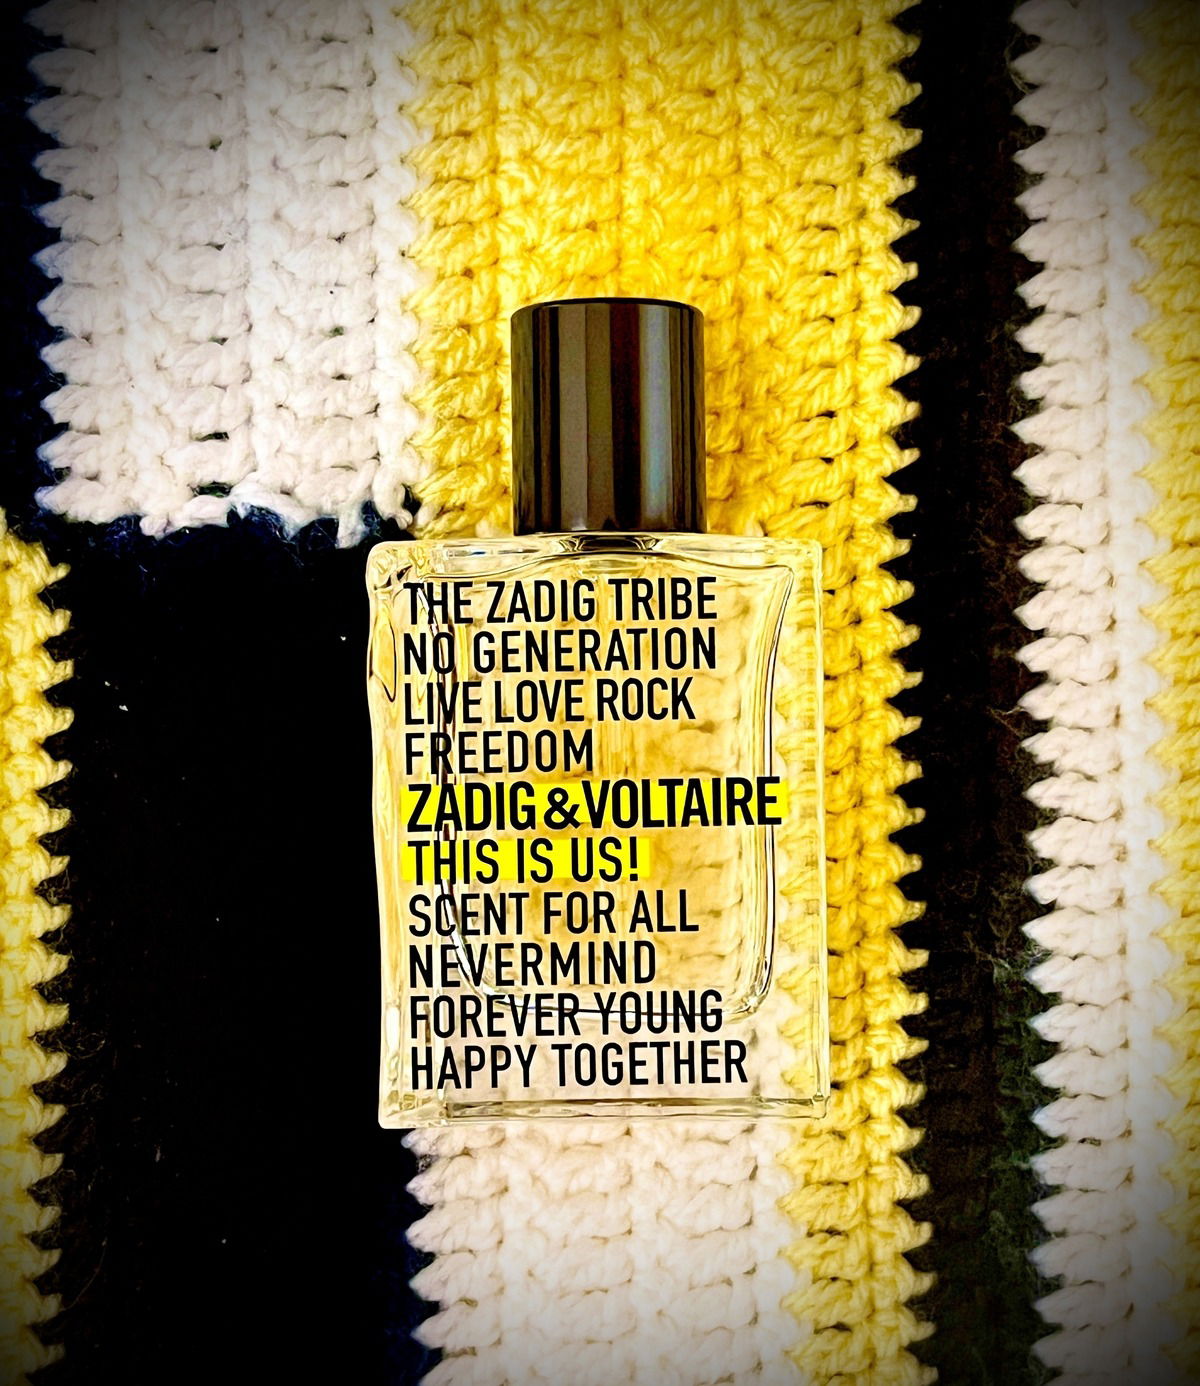 THE ZADIG TRIBE
NO GENERATION
LIVE LOVE ROCK
FREEDOM
ZADIG&VOLTAIRE
THIS IS US!
SCENT FOR ALL
NEVERMIND
FOREVER YOUNG
HAPPY TOGETHER